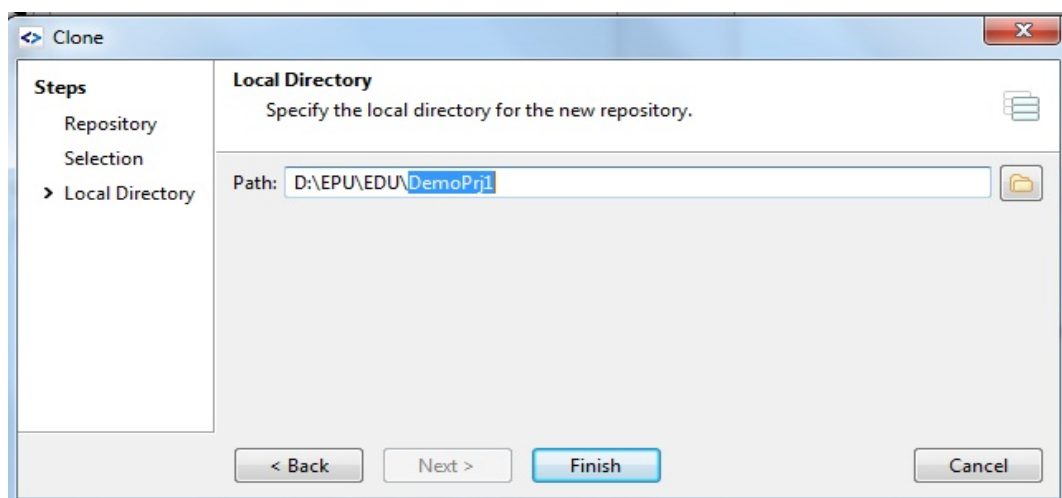 Clone
Steps
Repository
Selection
Local Directory
Local Directory
Specify the local directory for the new repository.
Path: D:\EPU\EDU\DemoPrj1
< Back Next > Finish Cancel